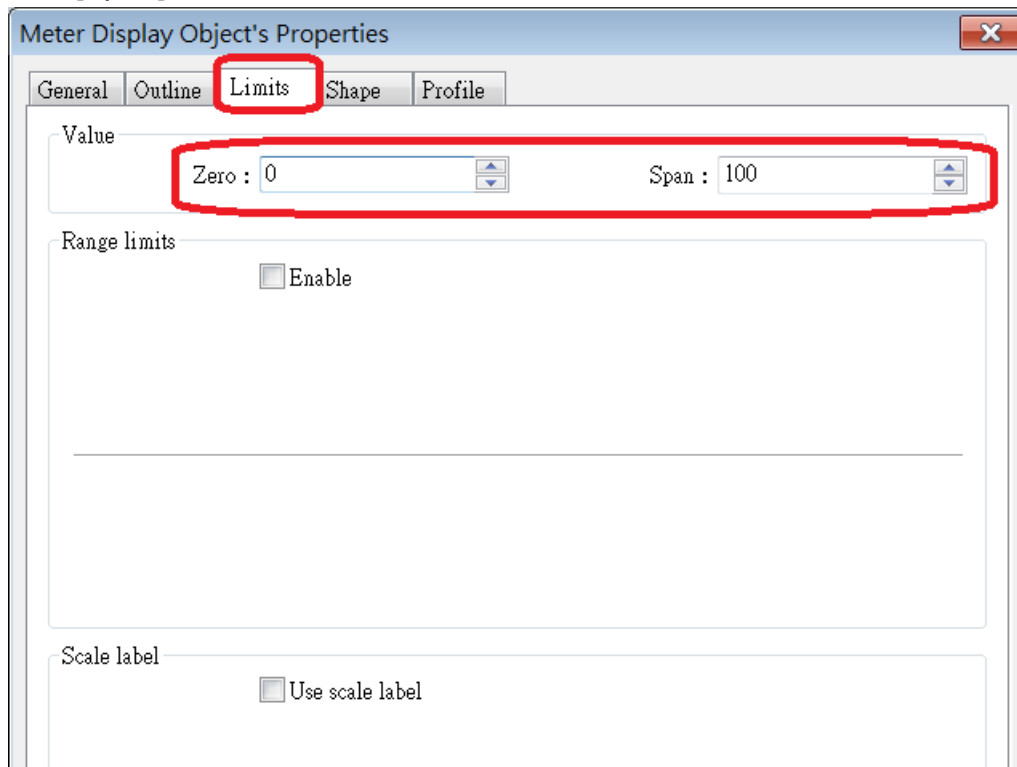 Meter Display Object's Properties
General Outline Limits Shape Profile
Value
Zero : 0 Span : 100
Range limits
Enable
Scale label
Use scale label